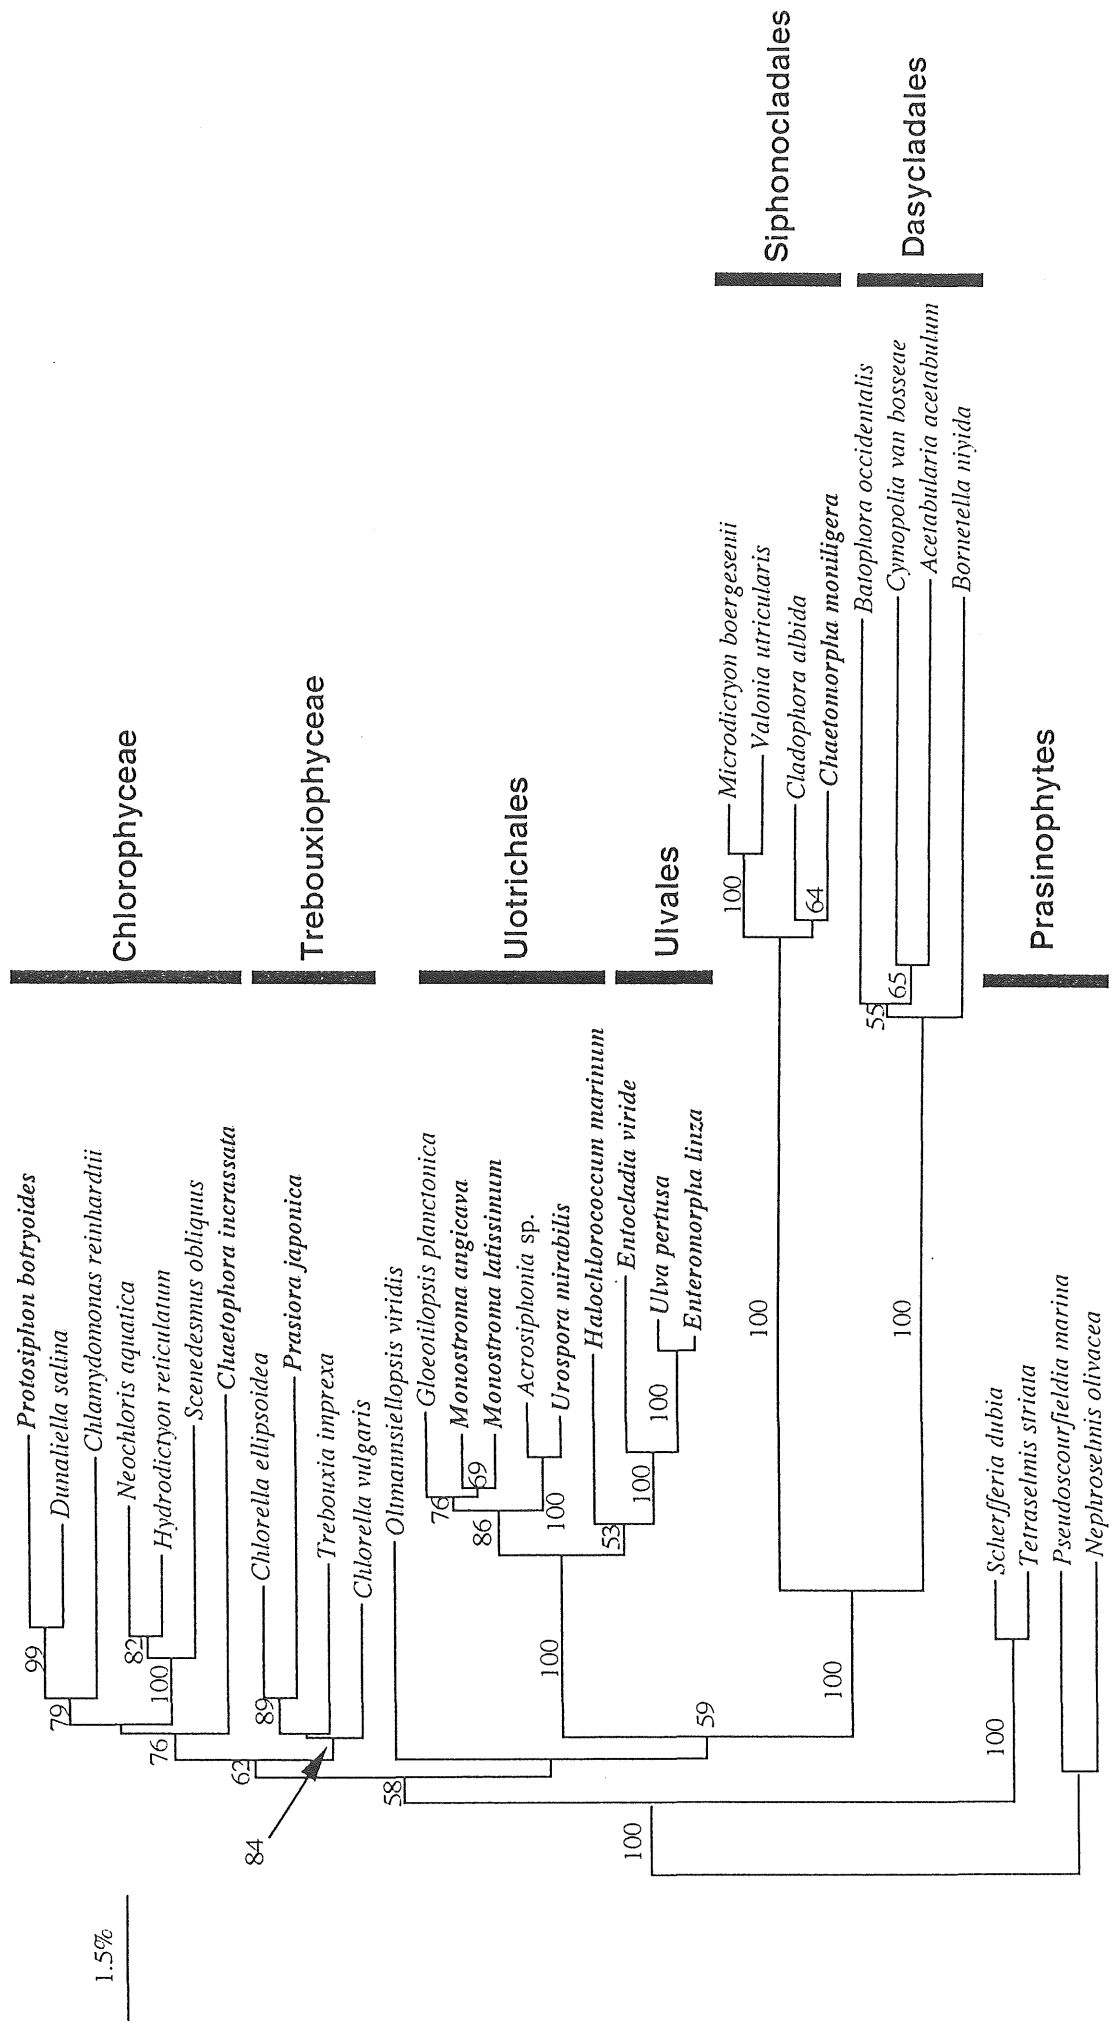 Protosiphon botryoides
Dunaliella salina
Chlamydomonas reinhardtii
Neochloris aquatica
Hydrodictyon reticulatum
Scenedesmus obliquus
Chaetophora incrassata
Chlorella ellipsoidea
Prasiora japonica
Trebouxia imprexa
Chlorella vulgaris
Oltmannsiellopsis viridis
Gloeotilopsis planctonica
Monostroma angicava
Monostroma latissimum
Acrosiphonia sp.
Urospora mirabilis
Halochlorococcum marinum
Entocladia viride
Ulva pertusa
Enteromorpha linza
Microdictyon boergesenii
Valonia utricularis
Cladophora albida
Chaetomorpha moniligera
Batophora occidentalis
Cymopolia van bosseae
Acetabularia acetabulum
Bornetella niyida
Scherfferia dubia
Tetraselmis striata
Pseudoscourfieldia marina
Nephroselmis olivacea
Chlorophyceae
Trebouxiophyceae
Ulotrichales
Ulvales
Siphonocladales
Dasycladales
Prasinophytes
99
79
82
100
76
89
62
84
76
69
86
100
53
100
100
100
59
58
100
64
100
55
65
100
100
100
100
1.5%